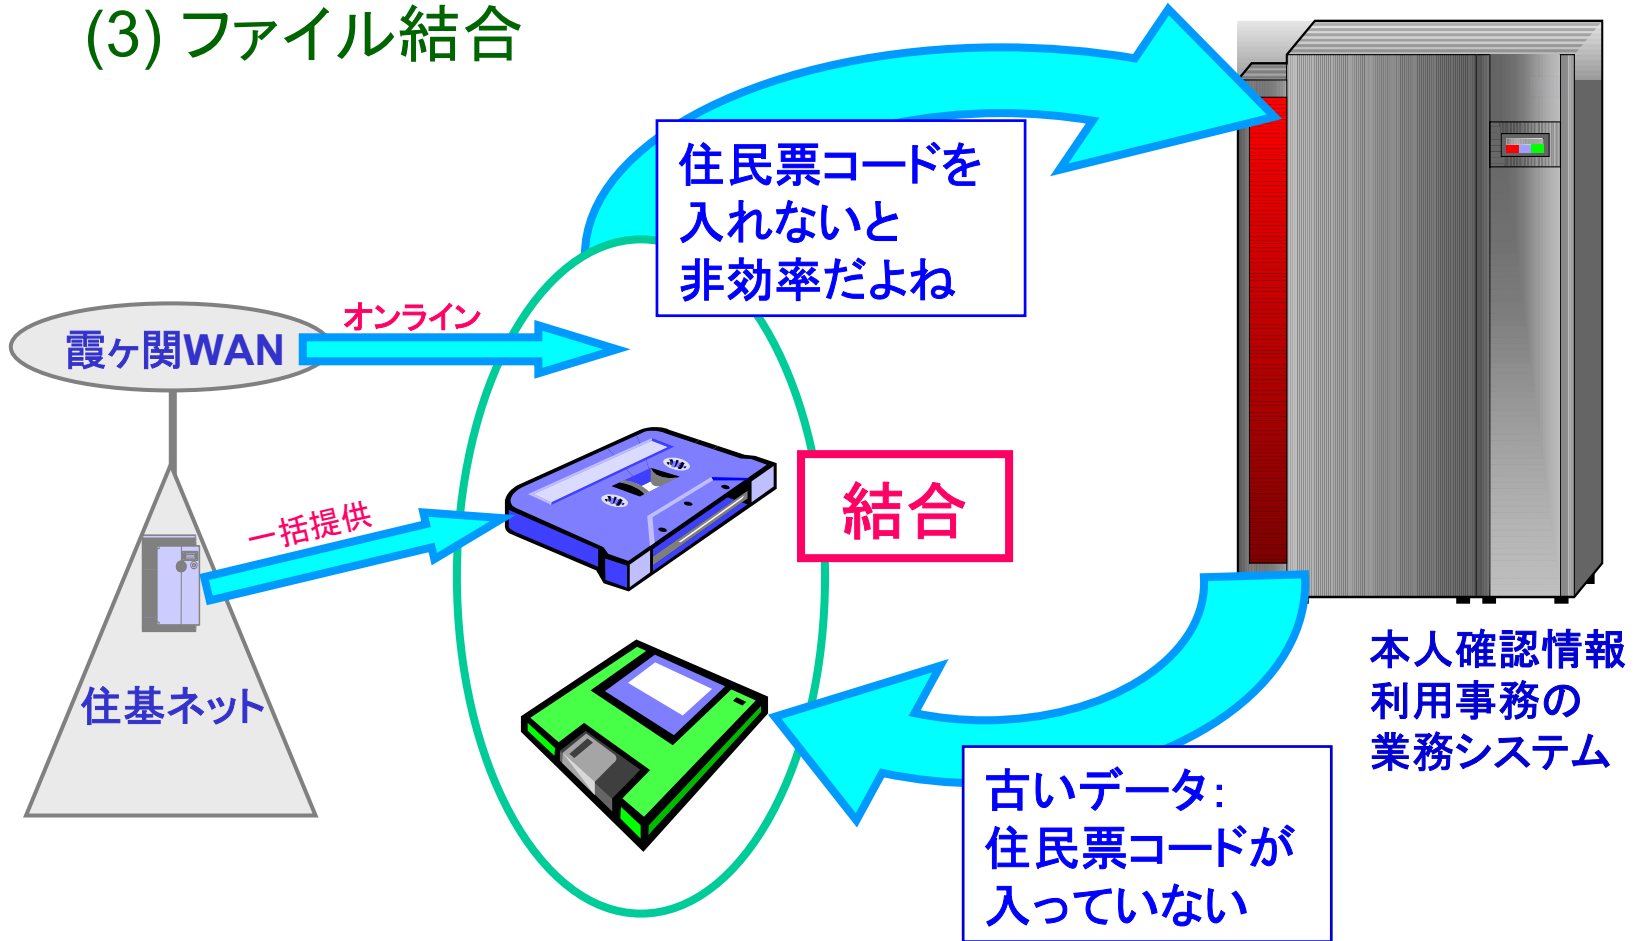 (3) ファイル結合
住民票コードを
入れないと
非効率だよね
オンライン
霞ヶ関WAN
一括提供
結合
住基ネット
本人確認情報
利用事務の
業務システム
古いデータ:
住民票コードが
入っていない